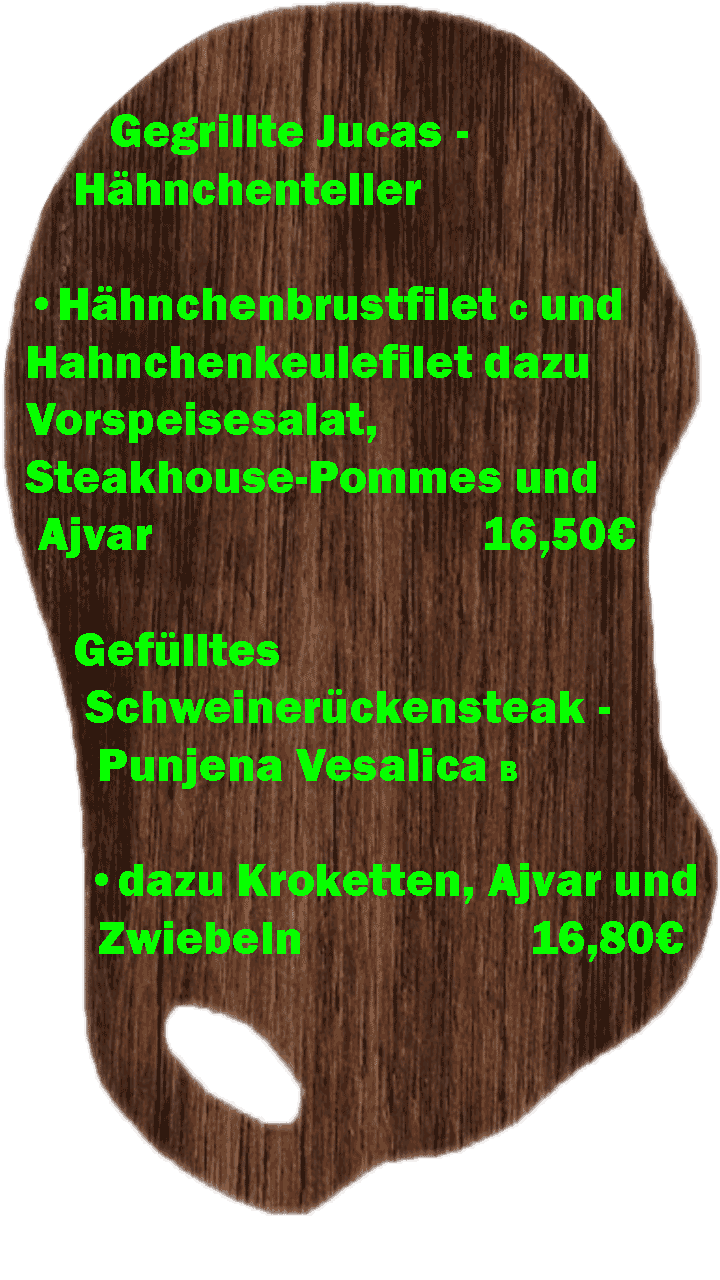 Gegrillte Jucas -
Hähnchenteller
• Hähnchenbrustfilet c und
Hahnchenkeulefilet dazu
Vorspeisesalat,
Steakhouse-Pommes und
Ajvar 16,50€
Gefülltes
Schweinerückensteak -
Punjena Vesalica B
• dazu Kroketten, Ajvar und
Zwiebeln 16,80€